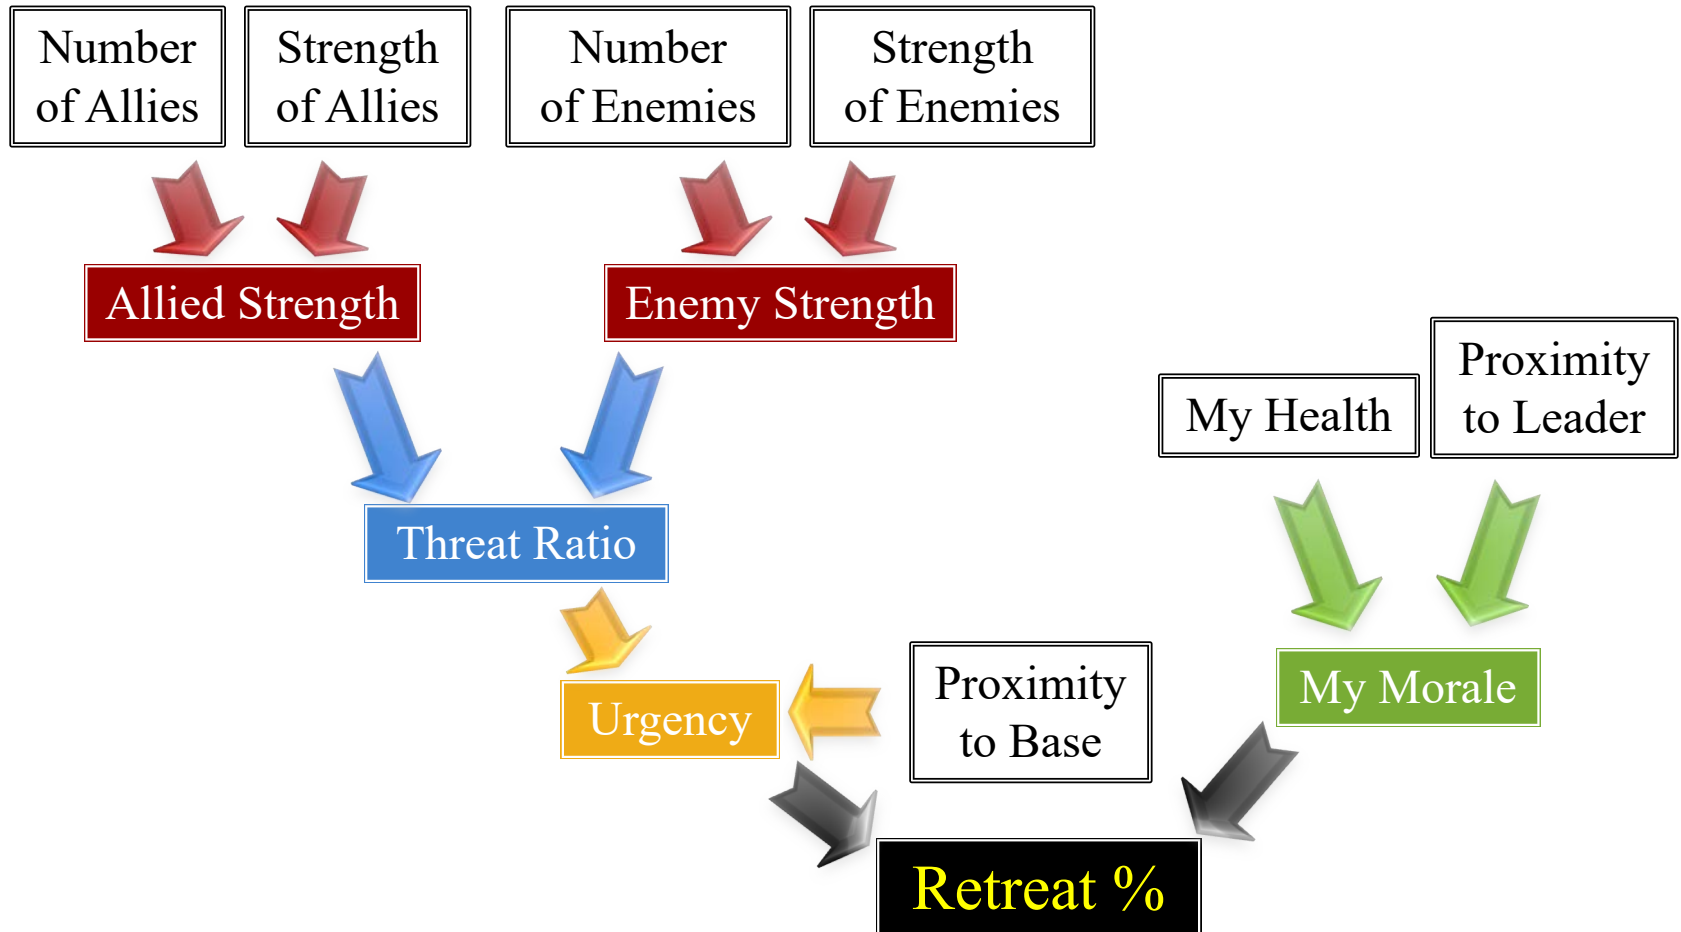 Number
of Allies
Strength
of Allies
Number
of Enemies
Strength
of Enemies
Allied Strength
Enemy Strength
My Health
Proximity
to Leader
Threat Ratio
Urgency
Proximity
to Base
My Morale
Retreat %